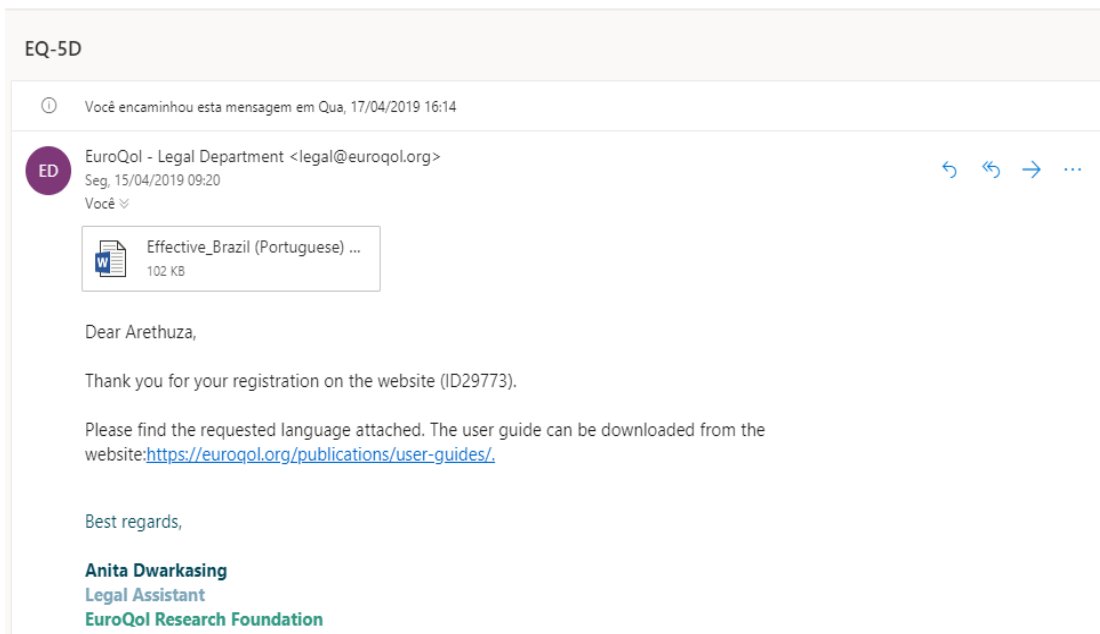 EQ-5D
Você encaminhou esta mensagem em Qua, 17/04/2019 16:14
ED
EuroQol - Legal Department <legal@euroqol.org>
Seg, 15/04/2019 09:20
Você
Effective_Brazil (Portuguese) ...
W
102 KB
Dear Arethuza,
Thank you for your registration on the website (ID29773).
Please find the requested language attached. The user guide can be downloaded from the
website:https://euroqol.org/publications/user-guides/.
Best regards,
Anita Dwarkasing
Legal Assistant
EuroQol Research Foundation